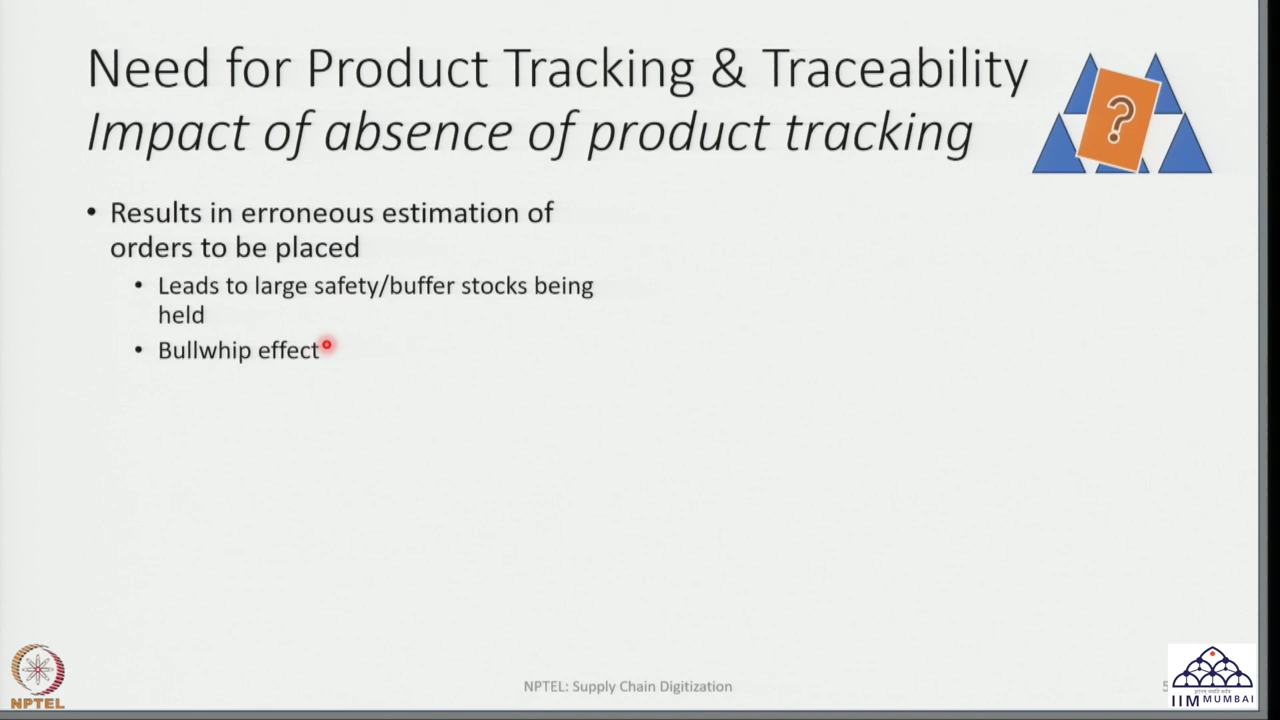 Need for Product Tracking & Traceability
Impact of absence of product tracking
?
• Results in erroneous estimation of
orders to be placed
• Leads to large safety/buffer stocks being
held
• Bullwhip effect
NPTEL
NPTEL: Supply Chain Digitization
IIM MUMBAI